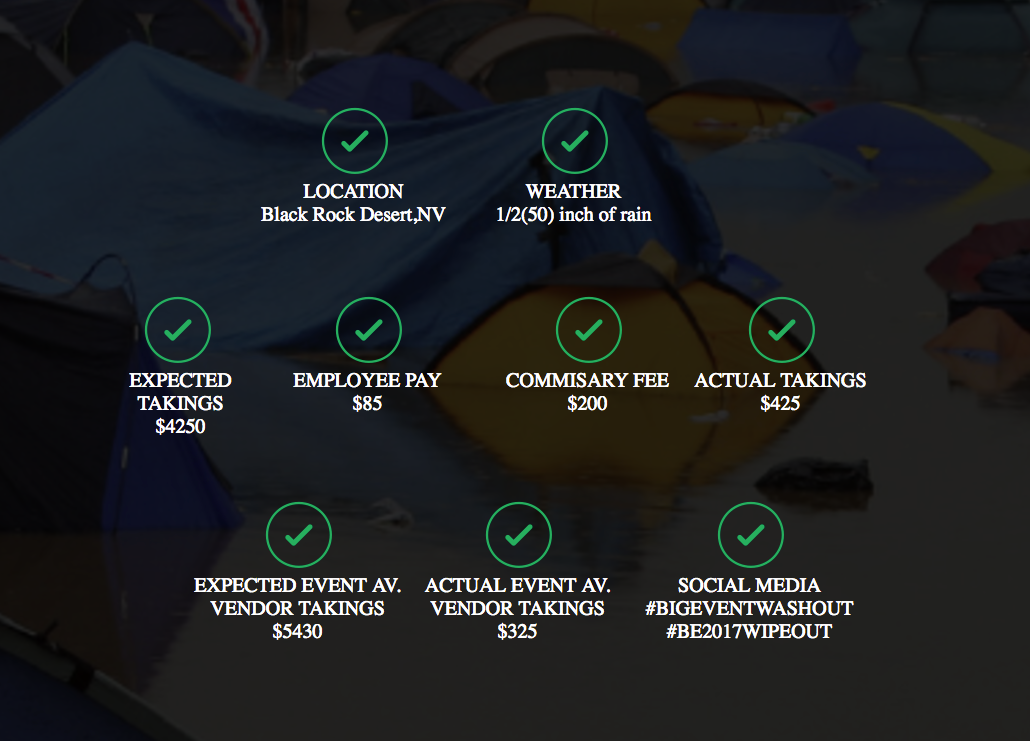 LOCATION
Black Rock Desert,NV
WEATHER
1/2(50) inch of rain
EXPECTED
TAKINGS
$4250
EMPLOYEE PAY
$85
COMMISARY FEE
$200
ACTUAL TAKINGS
$425
EXPECTED EVENT AV.
VENDOR TAKINGS
$5430
ACTUAL EVENT AV.
VENDOR TAKINGS
$325
SOCIAL MEDIA
#BIGEVENTWASHOUT
#BE2017WIPEOUT